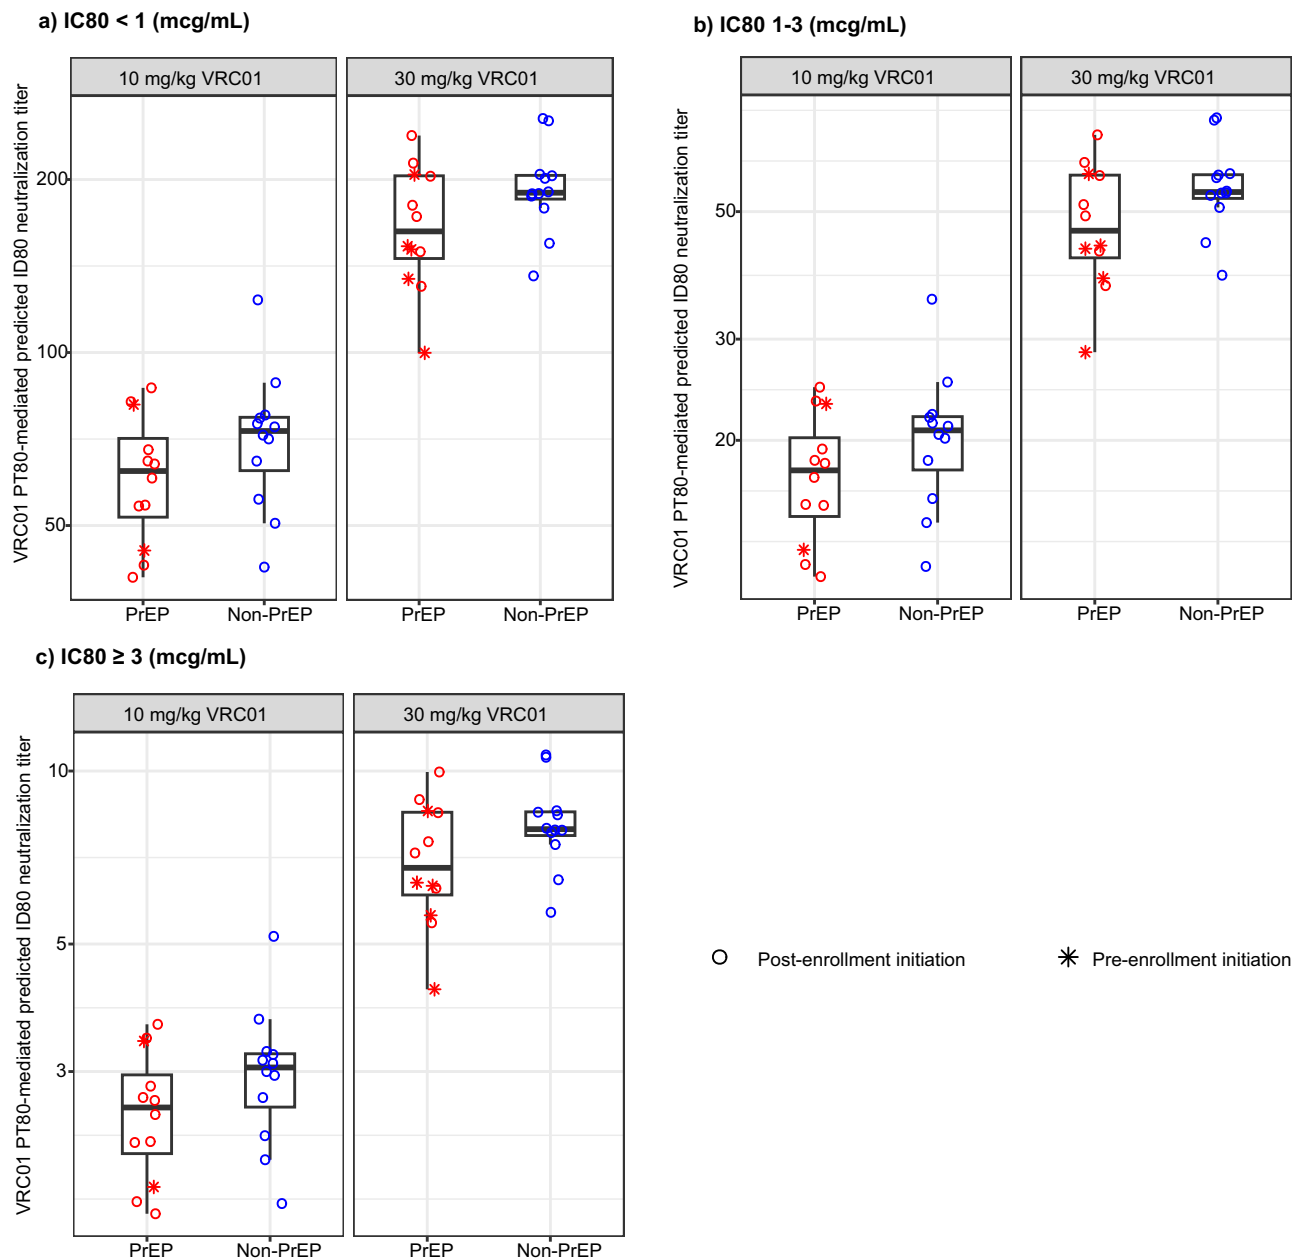 a) IC80 < 1 (mcg/mL)
VRC01 PT80-mediated predicted ID80 neutralization titer
10 mg/kg VRC01
30 mg/kg VRC01
200
100
50
PrEP
Non-PrEP
PrEP
Non-PrEP
b) IC80 1-3 (mcg/mL)
VRC01 PT80-mediated predicted ID80 neutralization titer
10 mg/kg VRC01
30 mg/kg VRC01
50
30
20
PrEP
Non-PrEP
PrEP
Non-PrEP
c) IC80 ≥ 3 (mcg/mL)
VRC01 PT80-mediated predicted ID80 neutralization titer
10 mg/kg VRC01
30 mg/kg VRC01
10
5
3
PrEP
Non-PrEP
PrEP
Non-PrEP
Post-enrollment initiation
Pre-enrollment initiation